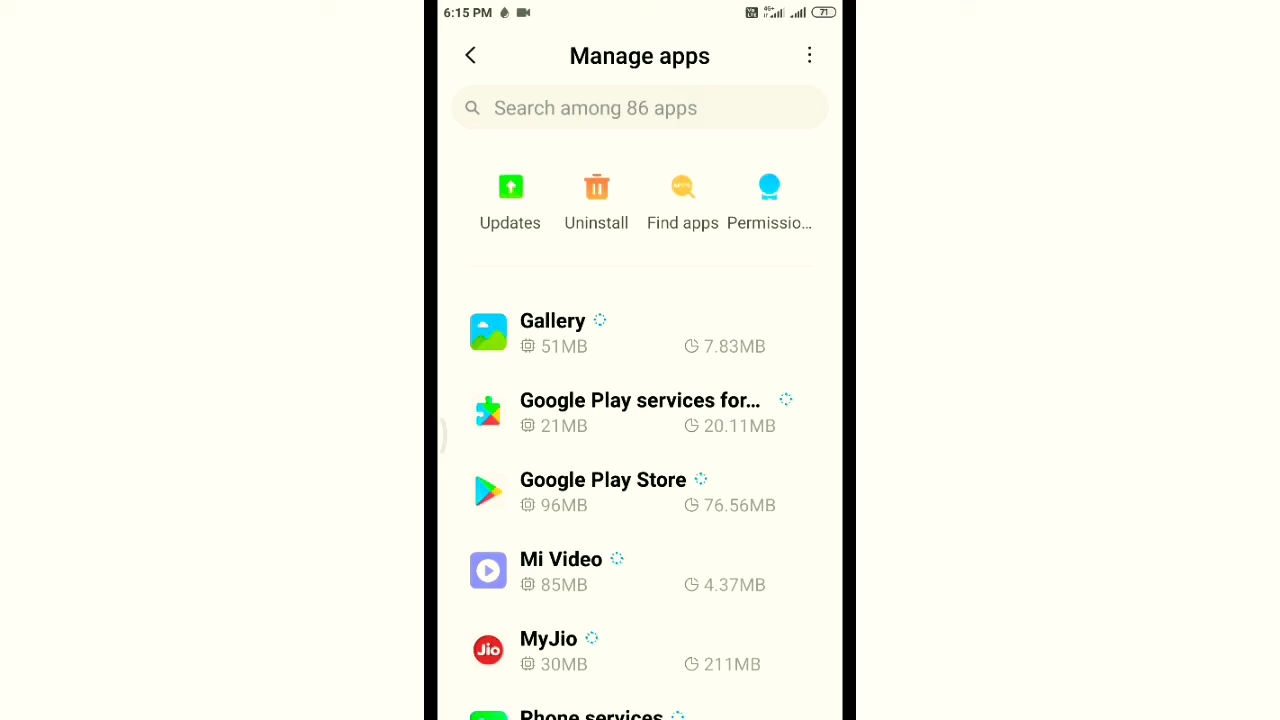 6:15 PM 4G+ 71
Manage apps
Search among 86 apps
Updates Uninstall Find apps Permissio...
Gallery
51MB 7.83MB
Google Play services for...
21MB 20.11MB
Google Play Store
96MB 76.56MB
Mi Video
85MB 4.37MB
Jio MyJio
30MB 211MB
Phone services